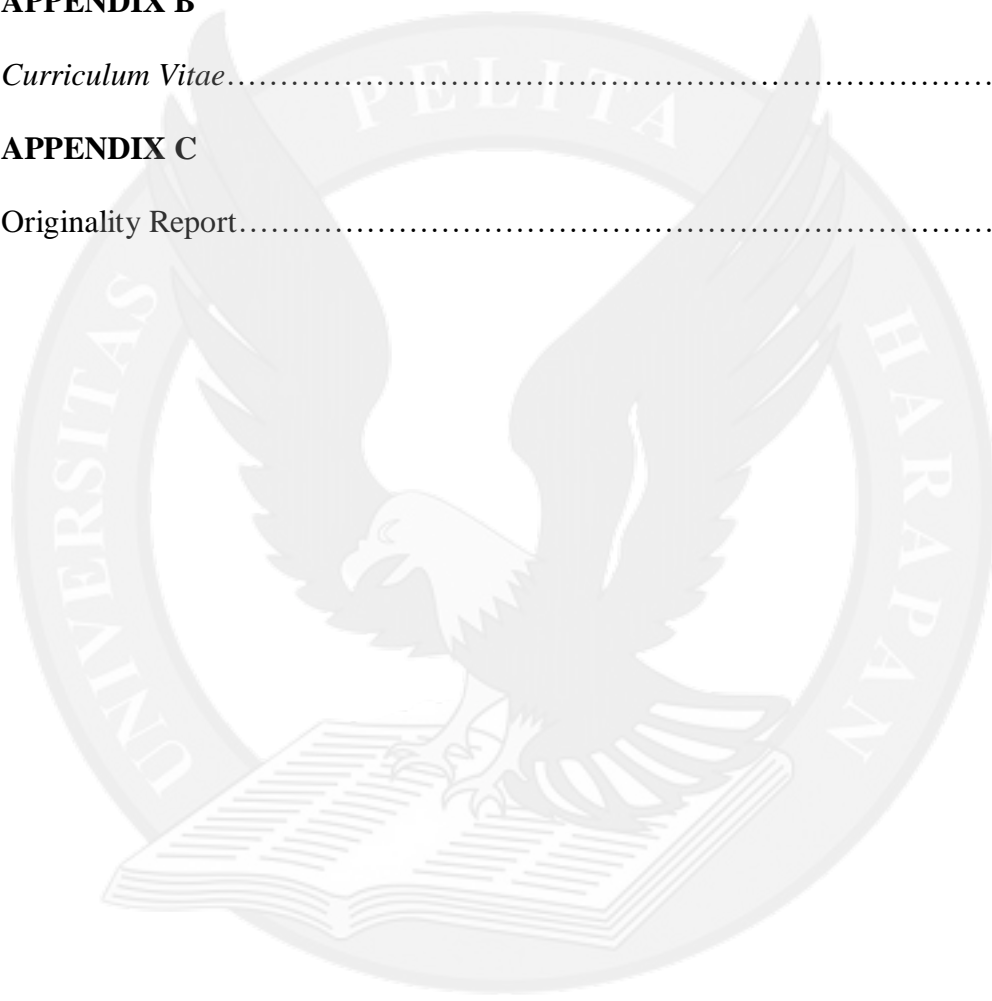 APPENDIX B
Curriculum Vitae……………………………………………………………………
APPENDIX C
Originality Report……………………………………………………………………
UNIVERSITAS PELITA HARAPAN